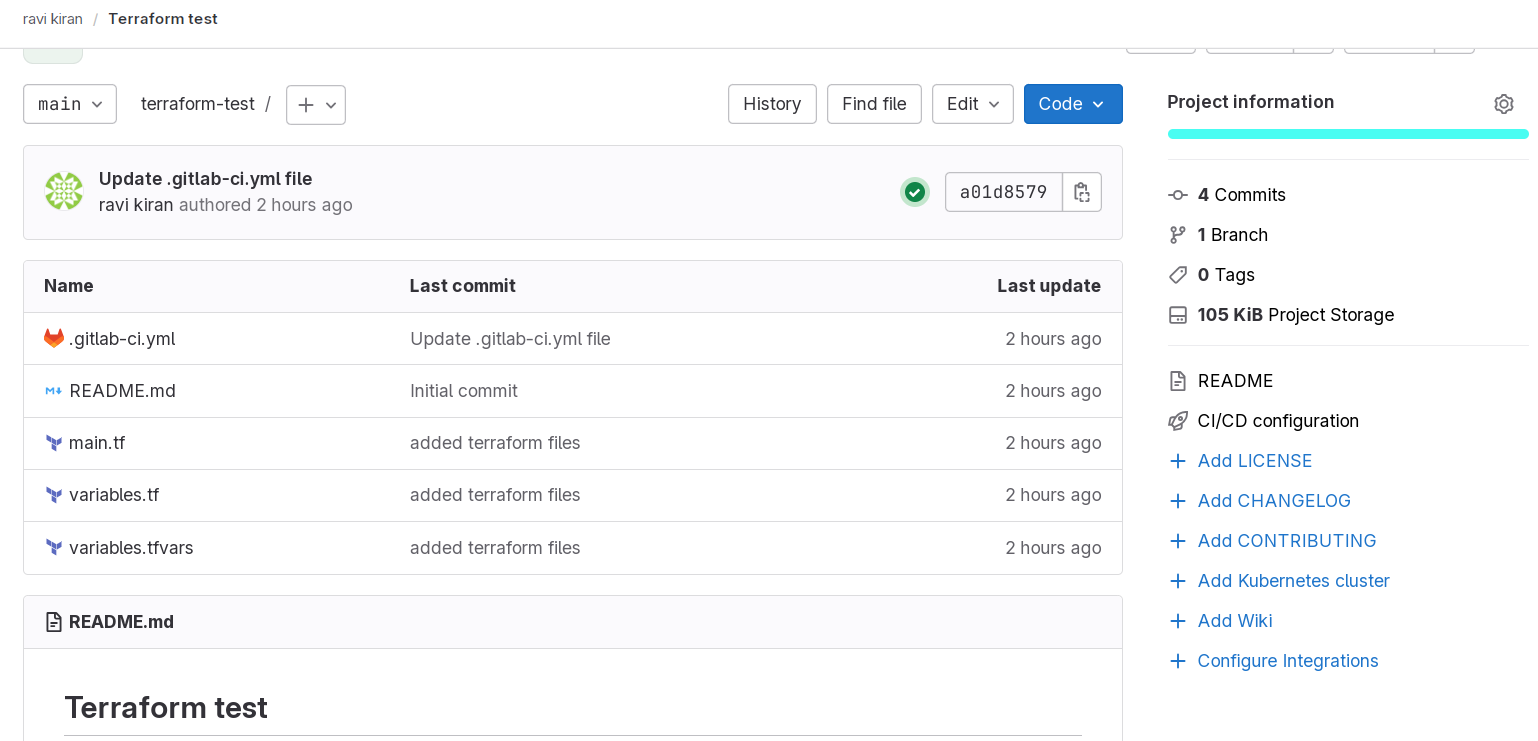 ravi kiran / Terraform test
main
terraform-test /
History
Find file
Edit
Code
Update .gitlab-ci.yml file
ravi kiran authored 2 hours ago
a01d8579
Name Last commit Last update
.gitlab-ci.yml Update .gitlab-ci.yml file 2 hours ago
README.md Initial commit 2 hours ago
main.tf added terraform files 2 hours ago
variables.tf added terraform files 2 hours ago
variables.tfvars added terraform files 2 hours ago
README.md
Terraform test
Project information
4 Commits
1 Branch
0 Tags
105 KiB Project Storage
README
CI/CD configuration
Add LICENSE
Add CHANGELOG
Add CONTRIBUTING
Add Kubernetes cluster
Add Wiki
Configure Integrations